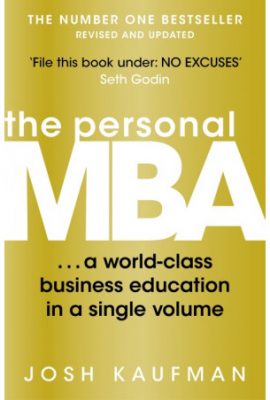 THE NUMBER ONE BESTSELLER
REVISED AND UPDATED
‘File this book under: NO EXCUSES’
Seth Godin
the personal
MBA
...a world-class
business education
in a single volume
JOSH KAUFMAN